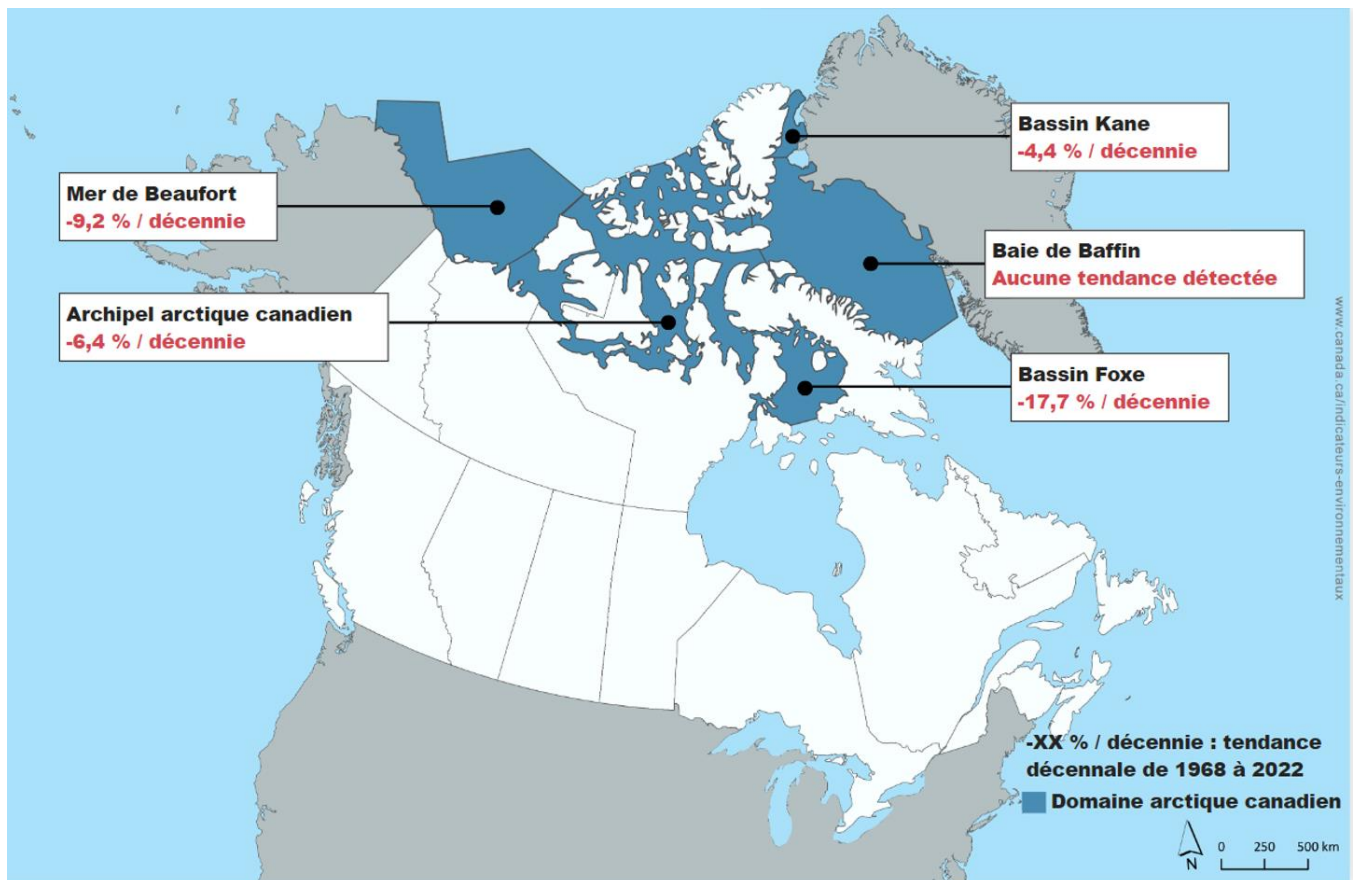 Bassin Kane
-4,4 % / décennie
Mer de Beaufort
-9,2 % / décennie
Baie de Baffin
Aucune tendance détectée
Archipel arctique canadien
-6,4 % / décennie
Bassin Foxe
-17,7 % / décennie
www.canada.ca/indicateurs-environnementaux
-XX % / décennie : tendance
décennale de 1968 à 2022
Domaine arctique canadien
N
0 250 500 km